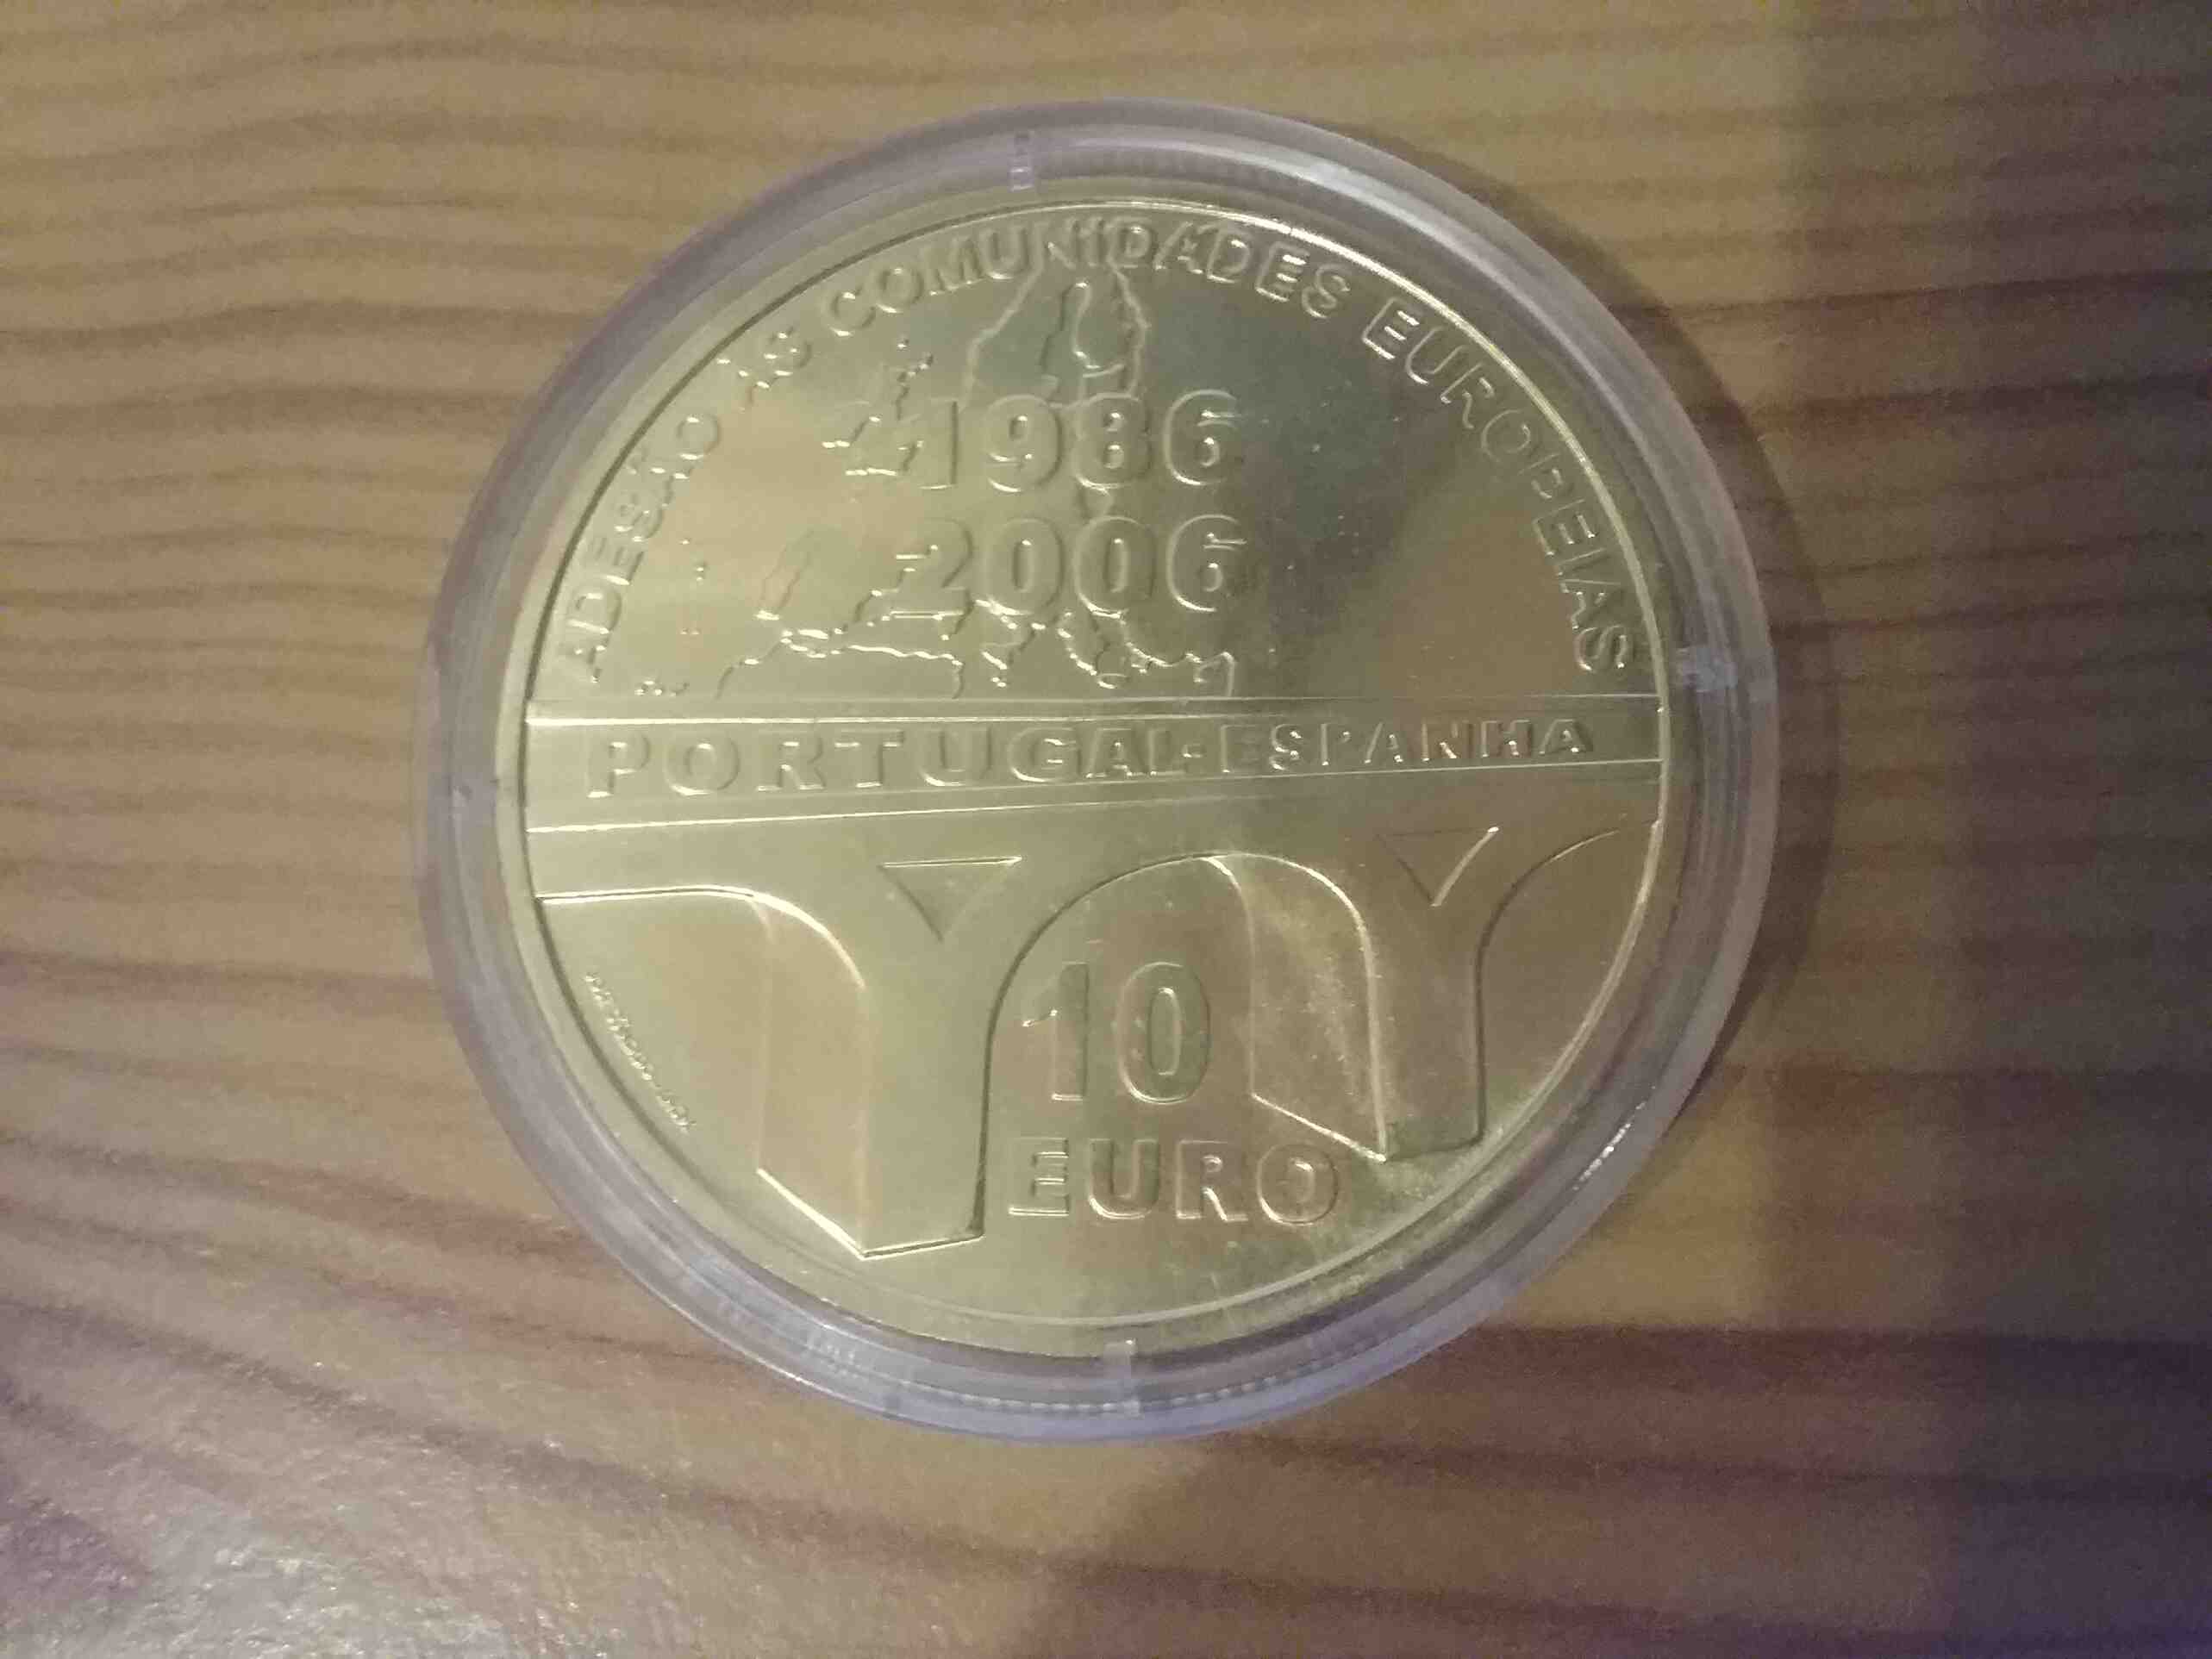 ADESÃO ÀS COMUNIDADES EUROPEIAS
1986
2006
PORTUGAL-ESPANHA
10
EURO